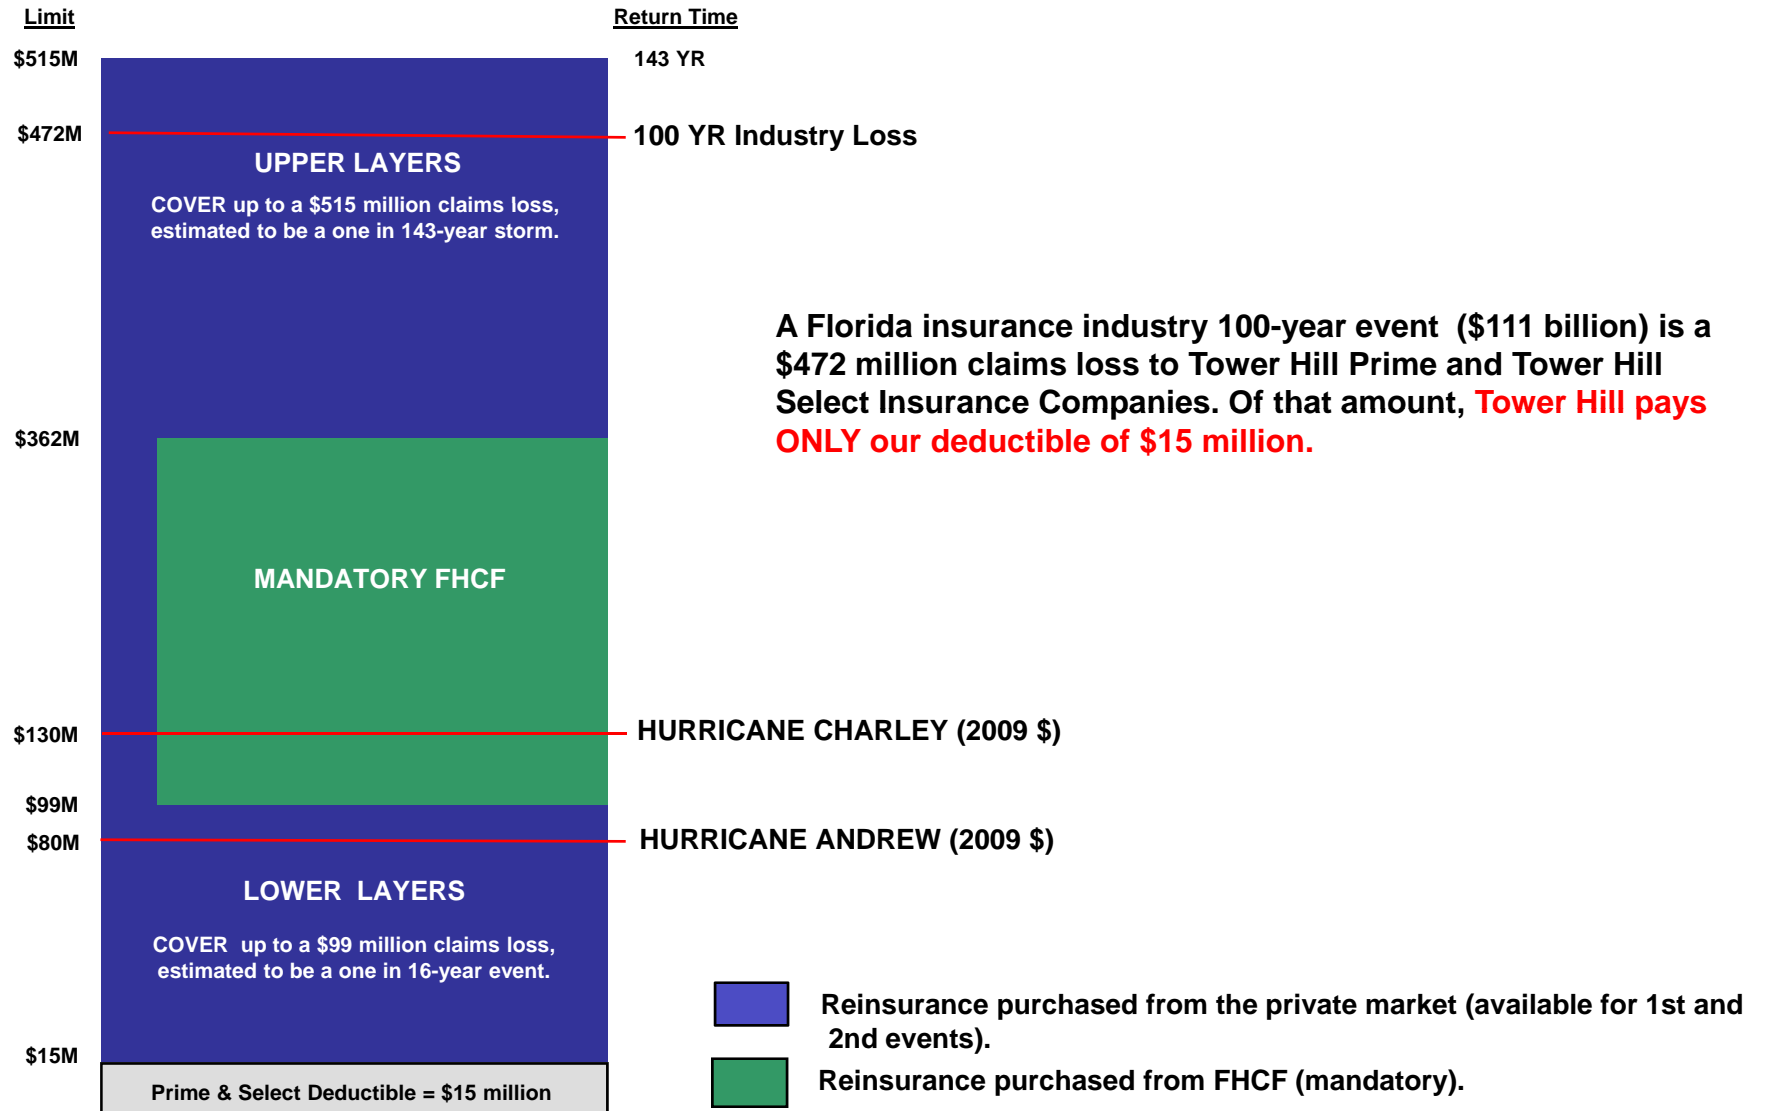 Limit
Return Time
$515M
143 YR
$472M
100 YR Industry Loss
UPPER LAYERS
COVER up to a $515 million claims loss,
estimated to be a one in 143-year storm.
A Florida insurance industry 100-year event ($111 billion) is a
$472 million claims loss to Tower Hill Prime and Tower Hill
Select Insurance Companies. Of that amount, Tower Hill pays
ONLY our deductible of $15 million.
$362M
MANDATORY FHCF
$130M
HURRICANE CHARLEY (2009 $)
$99M
$80M
HURRICANE ANDREW (2009 $)
LOWER LAYERS
COVER up to a $99 million claims loss,
estimated to be a one in 16-year event.
Reinsurance purchased from the private market (available for 1st and
2nd events).
$15M
Prime & Select Deductible = $15 million
Reinsurance purchased from FHCF (mandatory).